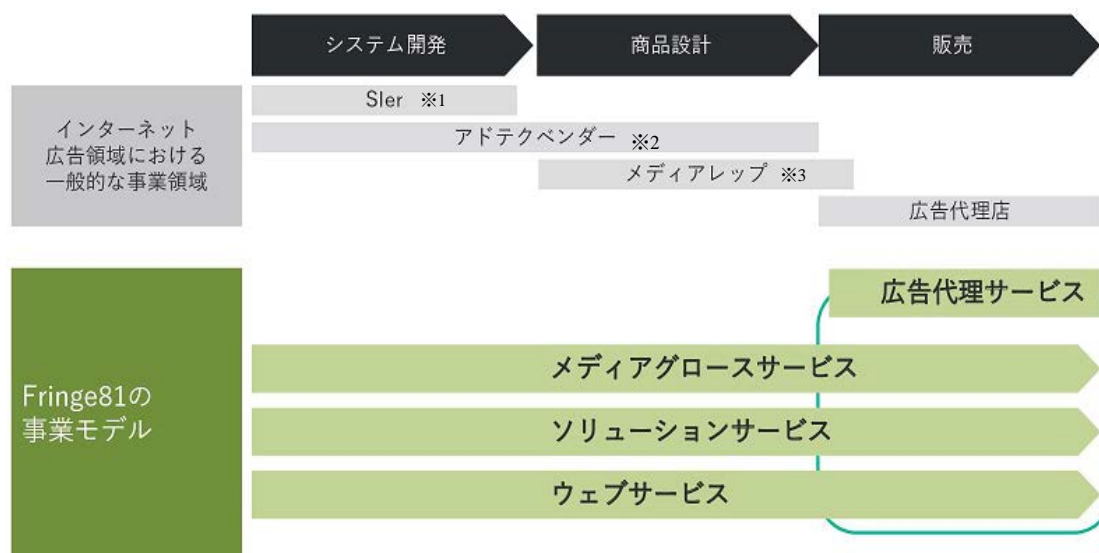 システム開発
商品設計
販売
インターネット
広告領域における
一般的な事業領域
SIer ※1
アドテクベンダー ※2
メディアレップ ※3
広告代理店
Fringe81の
事業モデル
広告代理サービス
メディアグロースサービス
ソリューションサービス
ウェブサービス